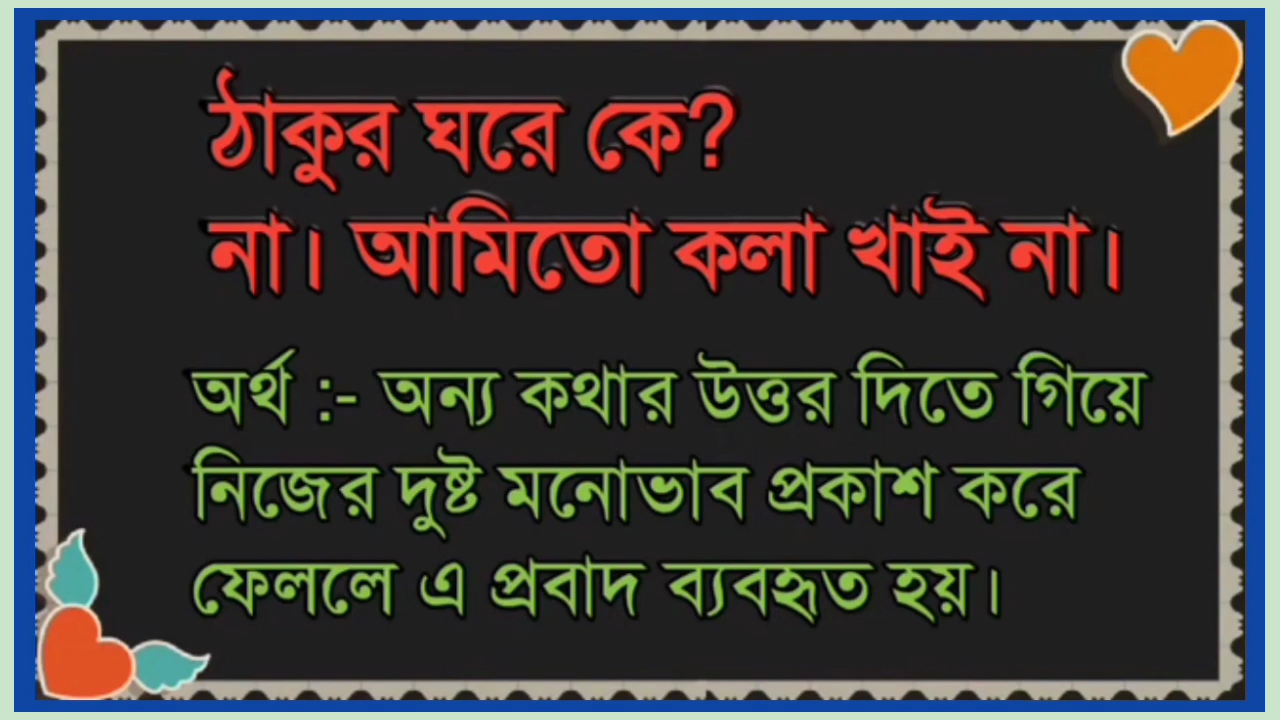 ঠাকুর ঘরে কে?
না। আমিতো কলা খাই না।
অর্থ :- অন্য কথার উত্তর দিতে গিয়ে
নিজের দুষ্ট মনোভাব প্রকাশ করে
ফেললে এ প্রবাদ ব্যবহৃত হয়।